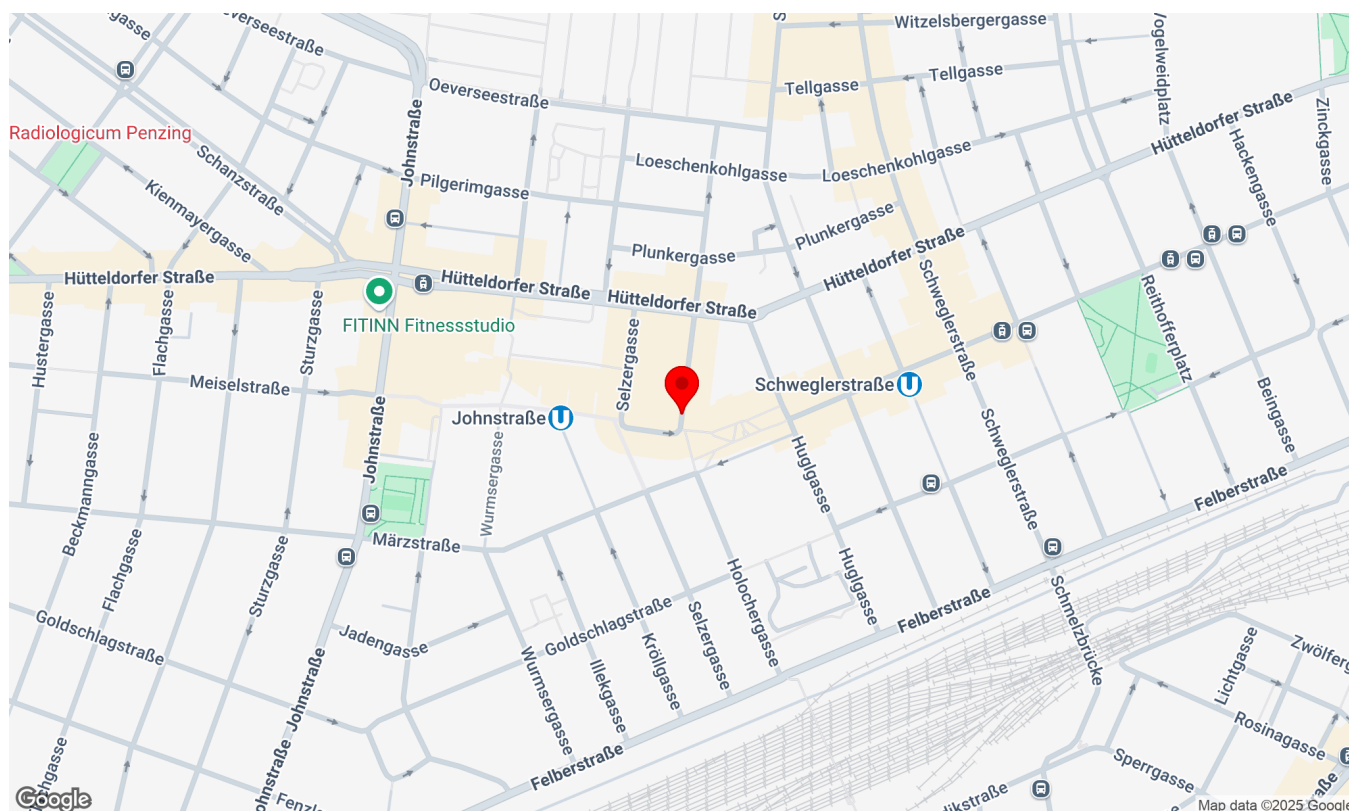 Witzelsbergergasse
Vogelweidplatz
Oeverseestraße
Tellgasse
Tellgasse
Oeverseestraße
Johnstraße
Zinckgasse
Hütteldorfer Straße
Radiologicum Penzing
Hackengasse
Schanzstraße
Loeschenkohlgasse
Loeschenkohlgasse
Pilgerimgasse
Kienmayergasse
Plunkergasse
Plunkergasse
Hütteldorfer Straße
Hütteldorfer Straße
Hütteldorfer Straße
Hütteldorfer Straße
Schweglerstraße
Reithofferplatz
Hustergasse
Flachgasse
Sturzgasse
FITINN Fitnessstudio
Selzergasse
Meiselstraße
Schweglerstraße
U
Beingasse
Johnstraße
U
Johnstraße
Wurmsergasse
Huglgasse
Schweglerstraße
Beckmanngasse
Felberstraße
Märzstraße
Flachgasse
Sturzgasse
Holochergasse
Huglgasse
Goldschlagstraße
Goldschlagstraße
Selzergasse
Felberstraße
Schmelzbrücke
Jadengasse
Kröllgasse
Illekgasse
Wurmsergasse
Johnstraße
Johnstraße
Lichtgasse
Rosinagasse
Felberstraße
Sperrgasse
Google
Map data ©2025 Google